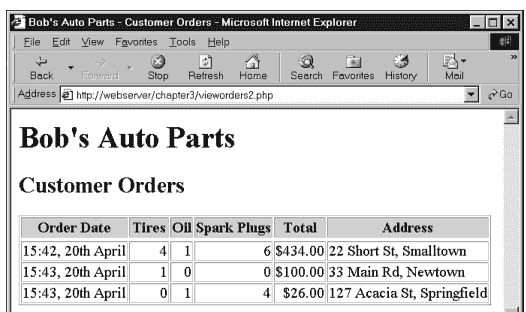 Bob's Auto Parts - Customer Orders - Microsoft Internet Explorer
File Edit View Favorites Tools Help
Back Forward Stop Refresh Home Search Favorites History Mail »
Address http://webserver/chapter3/vieworders2.php Go
Bob's Auto Parts
Customer Orders
Order Date Tires Oil Spark Plugs Total Address
15:42, 20th April 4 1 6 $434.00 22 Short St, Smalltown
15:43, 20th April 1 0 0 $100.00 33 Main Rd, Newtown
15:43, 20th April 0 1 4 $26.00 127 Acacia St, Springfield